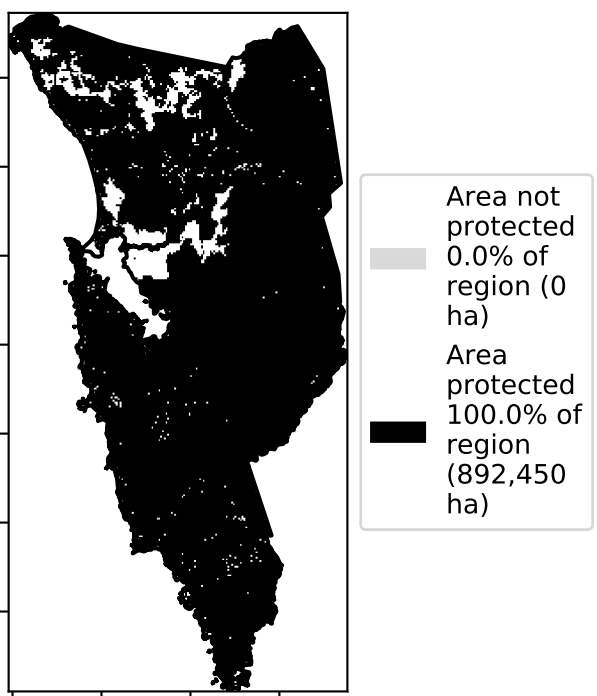 Area not
protected
0.0% of
region (0
ha)
Area
protected
100.0% of
region
(892,450
ha)